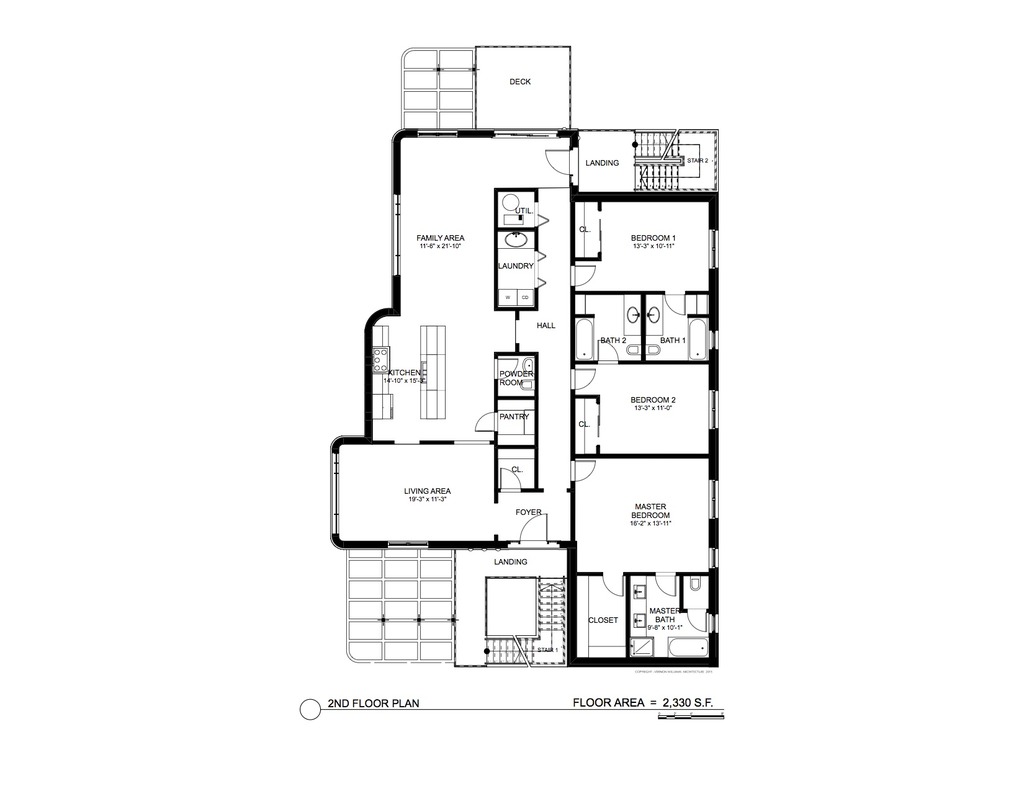 DECK
LANDING
STAIR 2
UTIL.
CL.
BEDROOM 1
13'-3" x 10'-11"
FAMILY AREA
11'-6" x 21'-10"
LAUNDRY
W
CD
HALL
BATH 2
BATH 1
KITCHEN
14'-10" x 15'-3"
POWDER
ROOM
BEDROOM 2
13'-3" x 11'-0"
PANTRY
CL.
CL.
LIVING AREA
19'-3" x 11'-3"
MASTER
BEDROOM
16'-2" x 13'-11"
FOYER
LANDING
CLOSET
MASTER
BATH
9'-8" x 10'-1"
STAIR 1
2ND FLOOR PLAN
FLOOR AREA = 2,330 S.F.